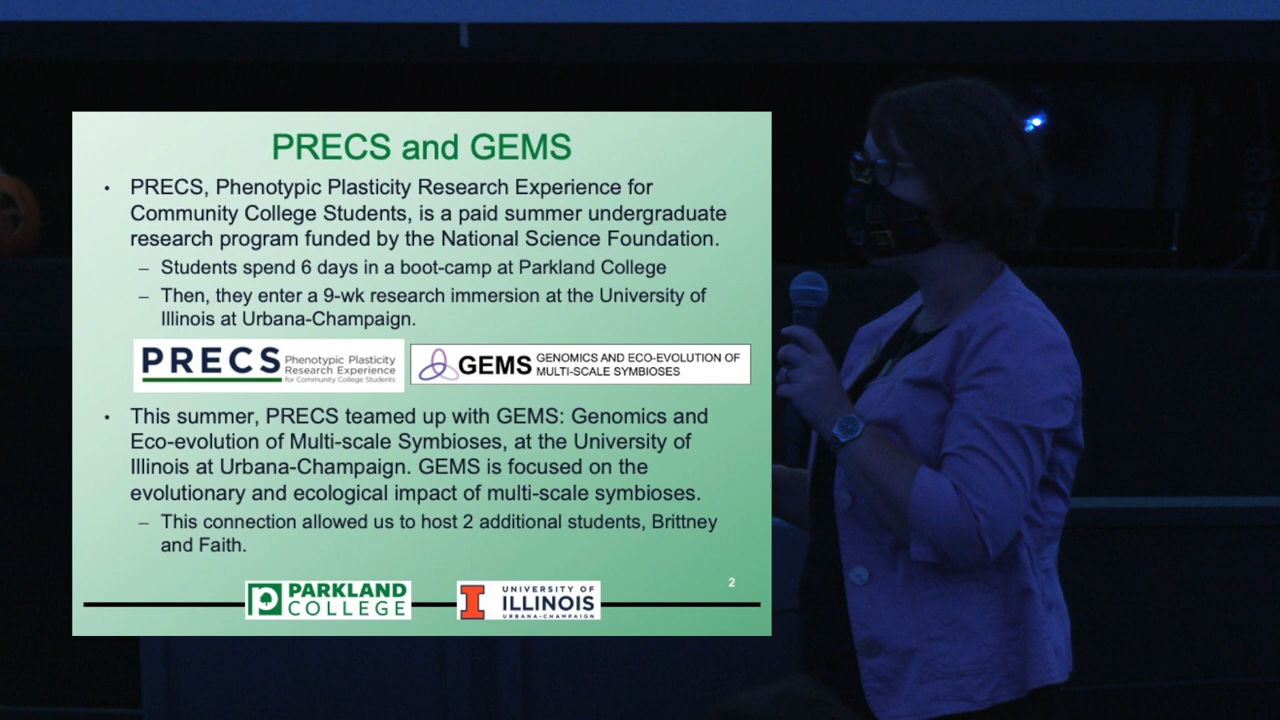 PRECS and GEMS
• PRECS, Phenotypic Plasticity Research Experience for
Community College Students, is a paid summer undergraduate
research program funded by the National Science Foundation.
– Students spend 6 days in a boot-camp at Parkland College
– Then, they enter a 9-wk research immersion at the University of
Illinois at Urbana-Champaign.
PRECS
Phenotypic Plasticity
Research Experience
for Community College Students
GEMS
GENOMICS AND ECO-EVOLUTION OF
MULTI-SCALE SYMBIOSES
• This summer, PRECS teamed up with GEMS: Genomics and
Eco-evolution of Multi-scale Symbioses, at the University of
Illinois at Urbana-Champaign. GEMS is focused on the
evolutionary and ecological impact of multi-scale symbioses.
– This connection allowed us to host 2 additional students, Brittney
and Faith.
2
PARKLAND
COLLEGE
I
UNIVERSITY OF
ILLINOIS
URBANA-CHAMPAIGN